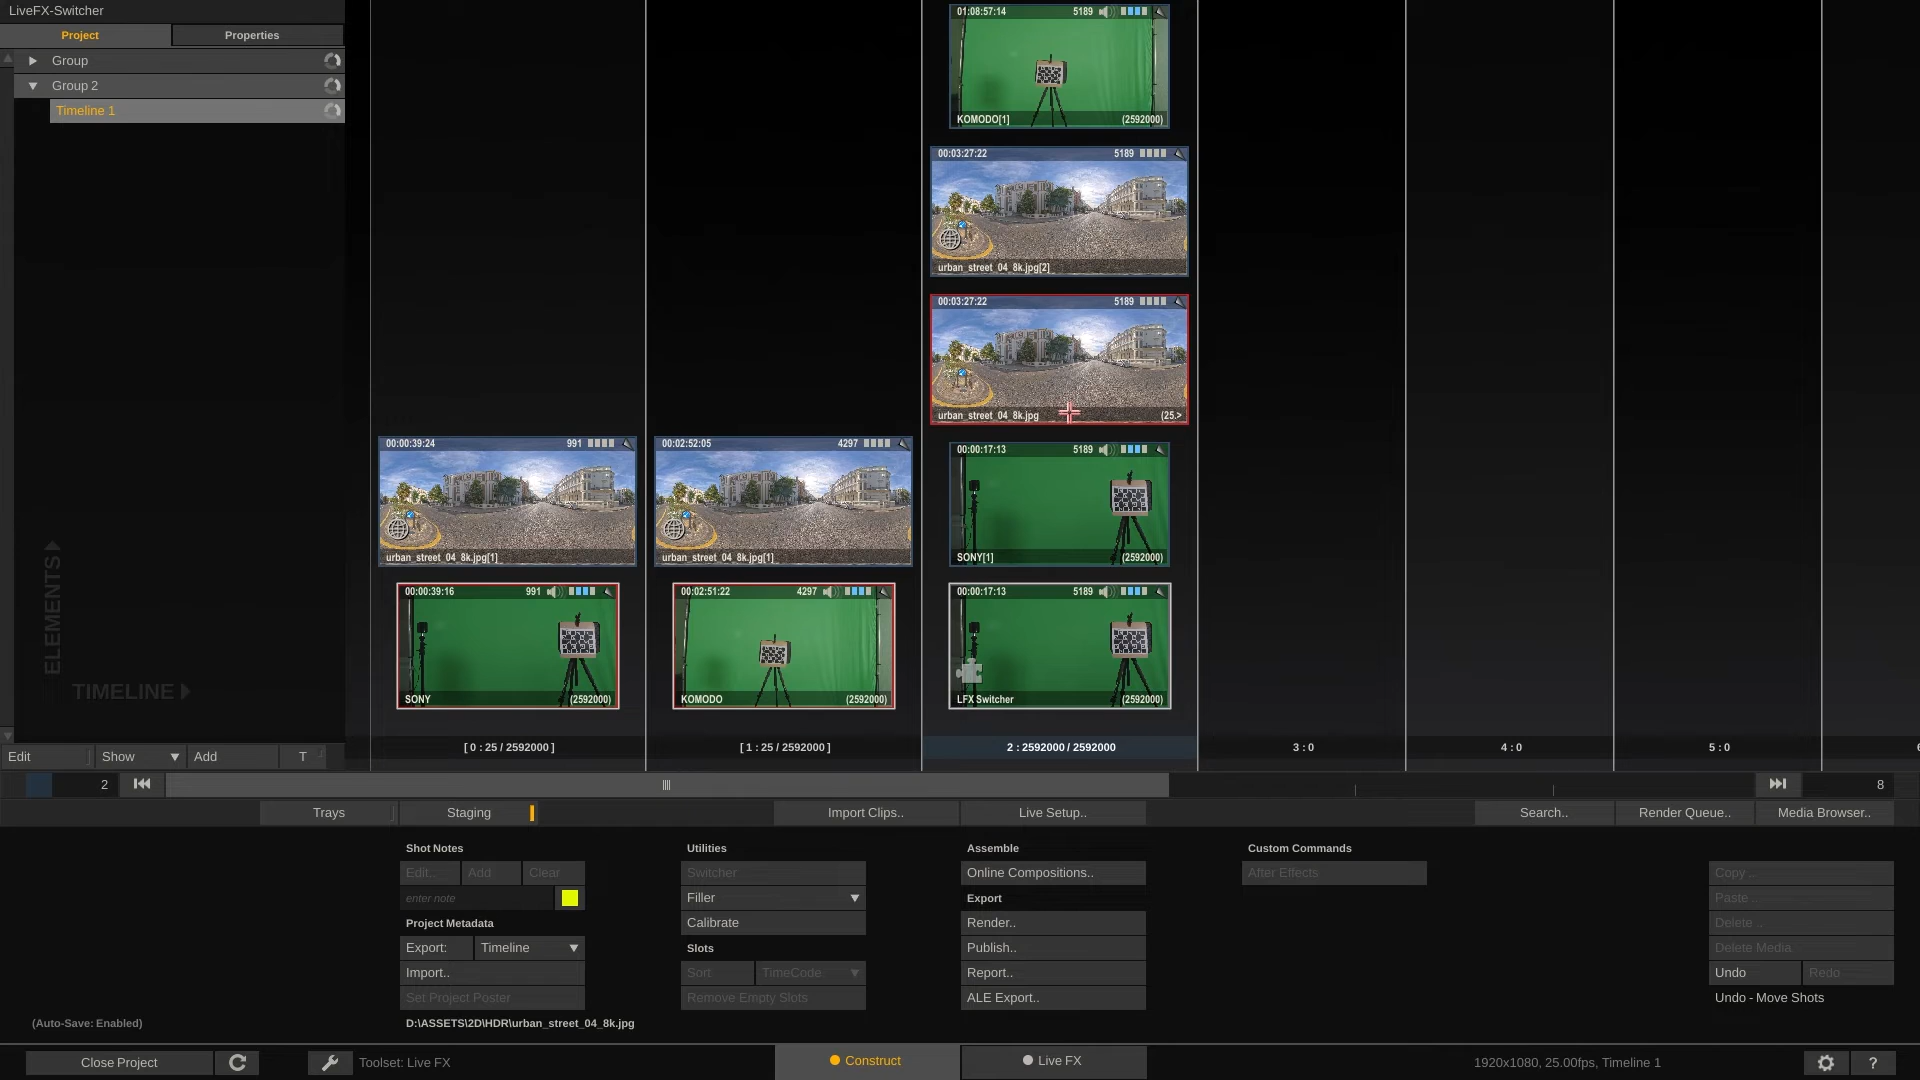 LiveFX-Switcher
Project
Properties
Group
Group 2
Timeline 1
ELEMENTS
TIMELINE
Edit
Show
Add
T
01:08:57:14 5189
KOMODO[1] (2592000)
00:03:27:22 5189
urban_street_04_8k.jpg[2]
00:03:27:22 5189
urban_street_04_8k.jpg (25.>
00:00:39:24 991
urban_street_04_8k.jpg[1]
00:02:52:05 4297
urban_street_04_8k.jpg[1]
00:00:17:13 5189
SONY[1] (2592000)
00:00:39:16 991
SONY (2592000)
00:02:51:22 4297
KOMODO (2592000)
00:00:17:13 5189
LFX Switcher (2592000)
[ 0 : 25 / 2592000 ]
[ 1 : 25 / 2592000 ]
2 : 2592000 / 2592000
3 : 0
4 : 0
5 : 0
2
8
Trays
Staging
Import Clips..
Live Setup..
Search..
Render Queue..
Media Browser..
Shot Notes
Edit..
Add
Clear
enter note
Project Metadata
Export:
Timeline
Import..
Set Project Poster
D:\ASSETS\2D\HDR\urban_street_04_8k.jpg
Utilities
Switcher
Filler
Calibrate
Slots
Sort
TimeCode
Remove Empty Slots
Assemble
Online Compositions..
Export
Render..
Publish..
Report..
ALE Export..
Custom Commands
After Effects
Copy ..
Paste ..
Delete ..
Delete Media
Undo
Redo
Undo - Move Shots
(Auto-Save: Enabled)
Close Project
Toolset: Live FX
Construct
Live FX
1920x1080, 25.00fps, Timeline 1
?